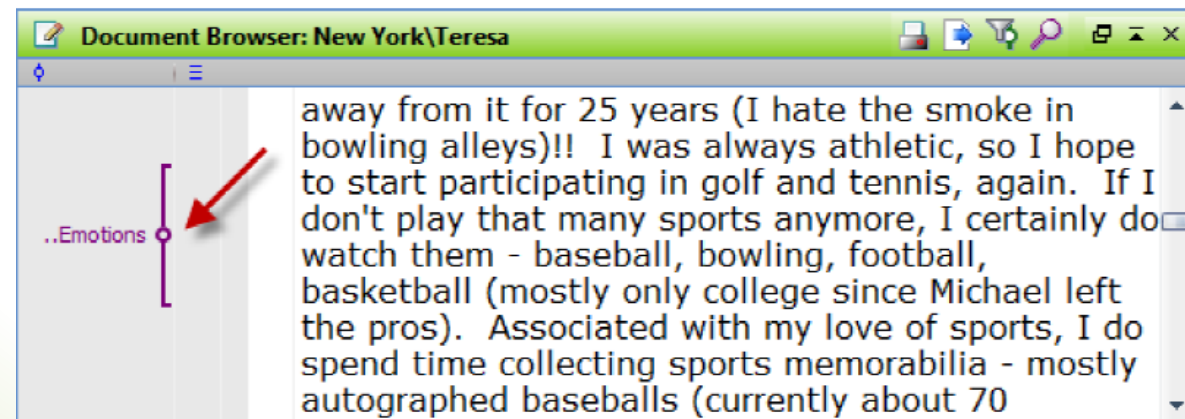 Document Browser: New York\Teresa
away from it for 25 years (I hate the smoke in
bowling alleys)!!  I was always athletic, so I hope
to start participating in golf and tennis, again.  If I
don't play that many sports anymore, I certainly do
..Emotions
watch them - baseball, bowling, football,
basketball (mostly only college since Michael left
the pros).  Associated with my love of sports, I do
spend time collecting sports memorabilia - mostly
autographed baseballs (currently about 70